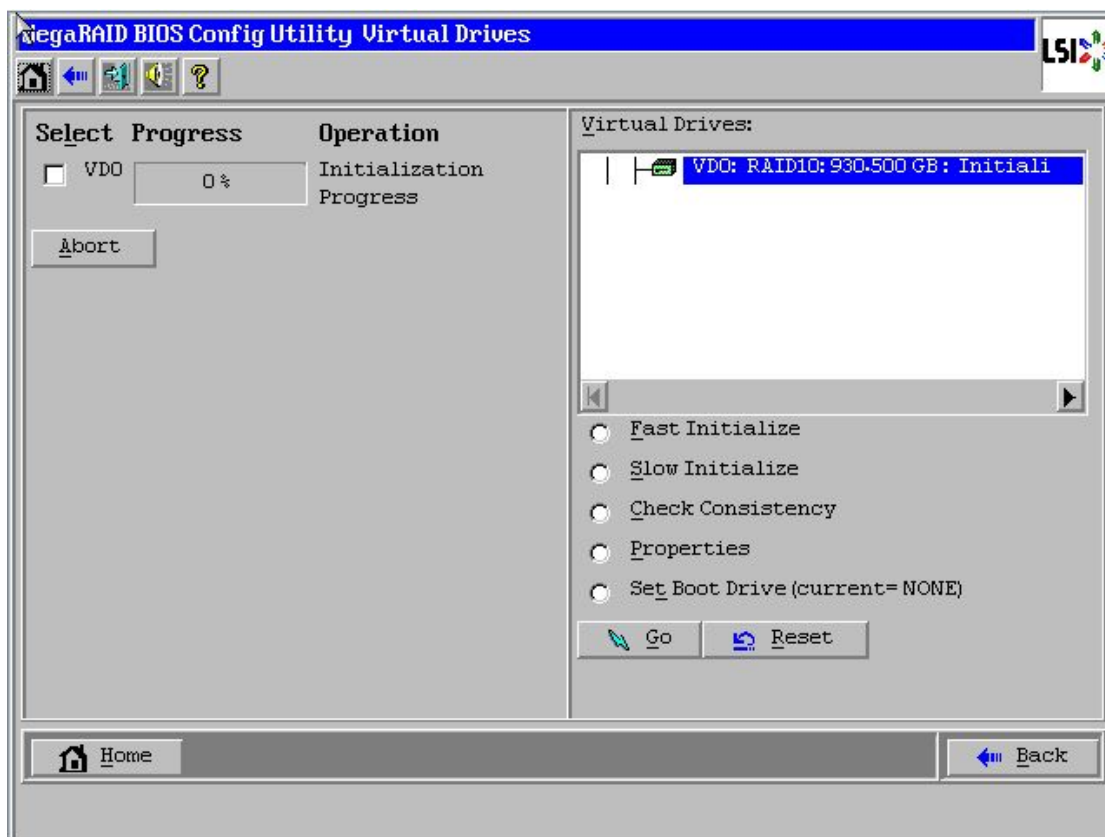 MegaRAID BIOS Config Utility Virtual Drives
LSI
Select Progress Operation
VD0 0% Initialization
Progress
Abort
Virtual Drives:
VD0: RAID10: 930.500 GB: Initiali
Fast Initialize
Slow Initialize
Check Consistency
Properties
Set Boot Drive (current= NONE)
Go Reset
Home Back